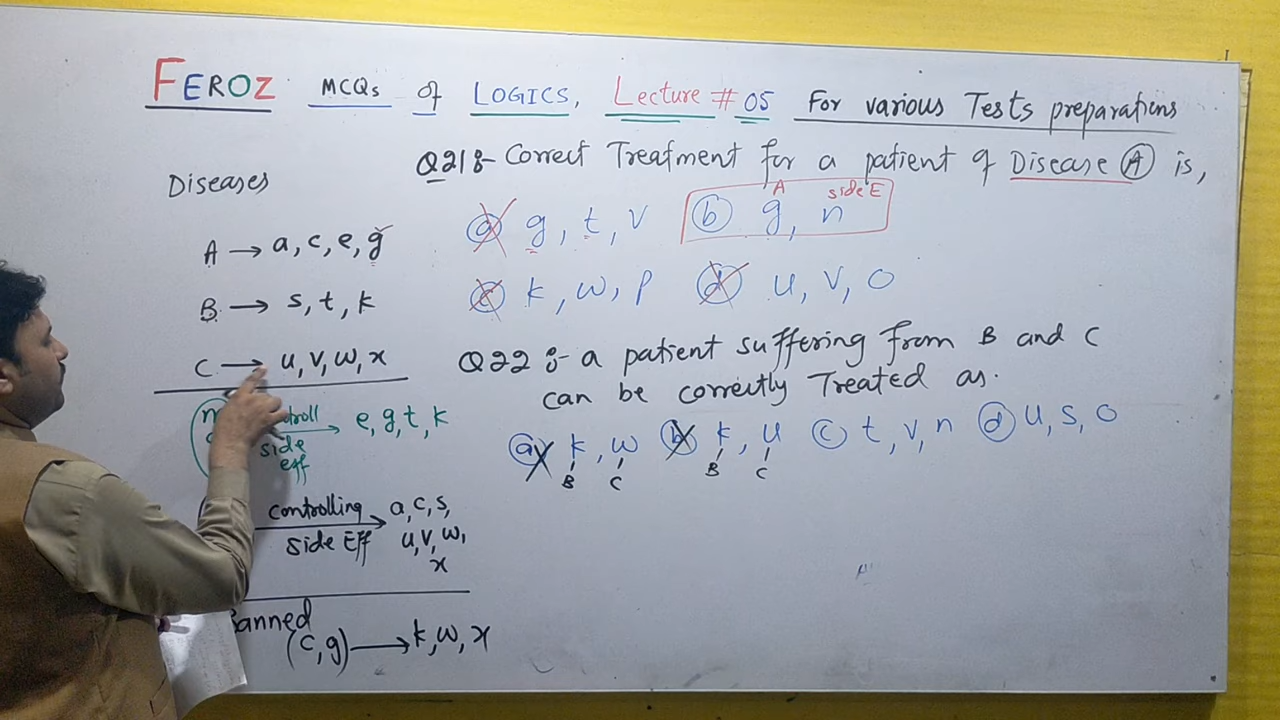 FEROZ MCQs of LOGICS, Lecture # 05 For various Tests preparations
Diseases
A → a, c, e, g
B → s, t, k
C → u, v, w, x
e, g, t, k
side
eff
controlling a, c, s,
side Eff u, v, w,
x
Banned
(c, g) → k, w, x
Q21:- Correct Treatment for a patient of Disease A is,
a g, t, v b g, n
A side E
c k, w, p d u, v, o
Q22:- a patient suffering from B and C
can be correctly Treated as.
a k, w b k, u c t, v, n d u, s, o
B C B C